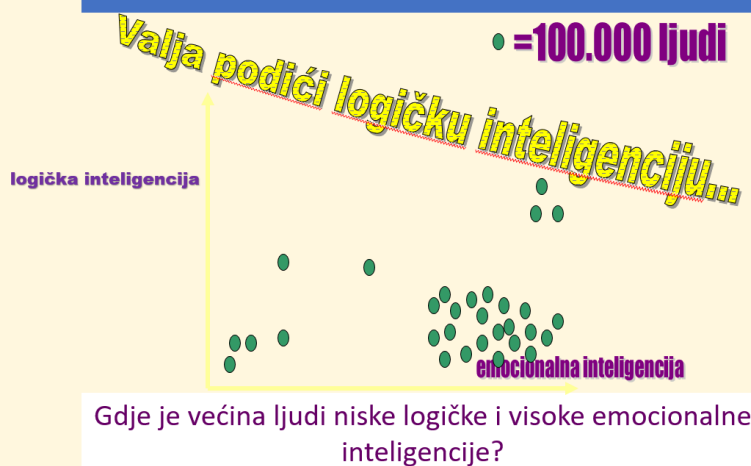 =100.000 ljudi
Valja podići logičku inteligenciju...
logička inteligencija
emocionalna inteligencija
Gdje je većina ljudi niske logičke i visoke emocionalne
inteligencije?